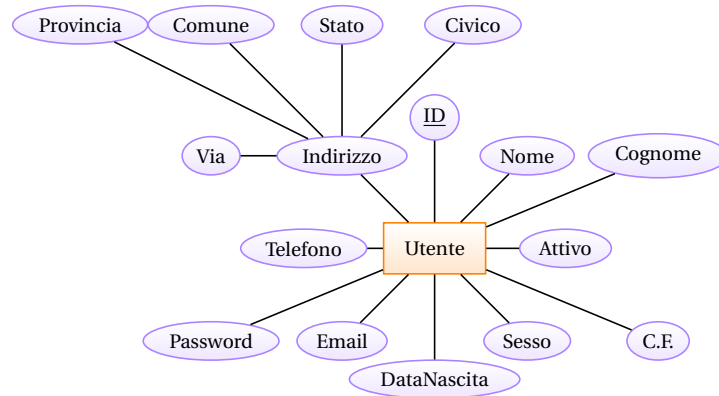 Provincia
Comune
Stato
Civico
ID
Via
Indirizzo
Nome
Cognome
Telefono
Utente
Attivo
Password
Email
Sesso
C.F.
DataNascita